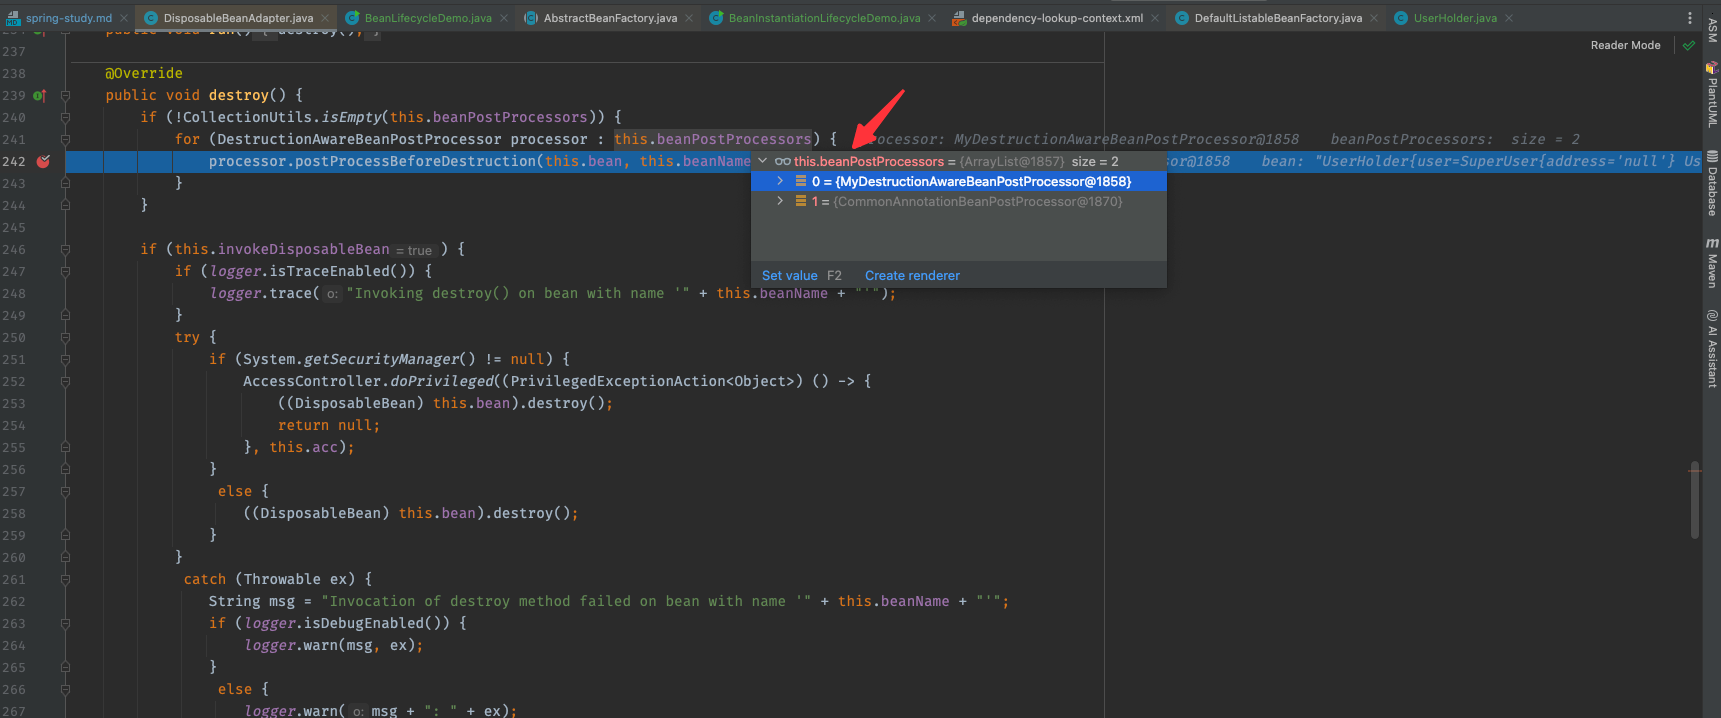 spring-study.md DisposableBeanAdapter.java BeanLifecycleDemo.java AbstractBeanFactory.java BeanInstantiationLifecycleDemo.java dependency-lookup-context.xml DefaultListableBeanFactory.java UserHolder.java
Reader Mode
237
238 @Override
239 public void destroy() {
240 if (!CollectionUtils.isEmpty(this.beanPostProcessors)) {
241 for (DestructionAwareBeanPostProcessor processor : this.beanPostProcessors) { rocessor: MyDestructionAwareBeanPostProcessor@1858 beanPostProcessors: size = 2
242 processor.postProcessBeforeDestruction(this.bean, this.beanName or@1858 bean: "UserHolder{user=SuperUser{address='null'} Us
this.beanPostProcessors = {ArrayList@1857} size = 2
0 = {MyDestructionAwareBeanPostProcessor@1858}
1 = {CommonAnnotationBeanPostProcessor@1870}
Set value F2 Create renderer
243 }
244 }
245
246 if (this.invokeDisposableBean = true ) {
247 if (logger.isTraceEnabled()) {
248 logger.trace( o: "Invoking destroy() on bean with name '" + this.beanName + "'");
249 }
250 try {
251 if (System.getSecurityManager() != null) {
252 AccessController.doPrivileged((PrivilegedExceptionAction<Object>) () -> {
253 ((DisposableBean) this.bean).destroy();
254 return null;
255 }, this.acc);
256 }
257 else {
258 ((DisposableBean) this.bean).destroy();
259 }
260 }
261 catch (Throwable ex) {
262 String msg = "Invocation of destroy method failed on bean with name '" + this.beanName + "'";
263 if (logger.isDebugEnabled()) {
264 logger.warn(msg, ex);
265 }
266 else {
267 logger.warn( o: msg + ": " + ex);
ASM
PlantUML
Database
m Maven
AI Assistant